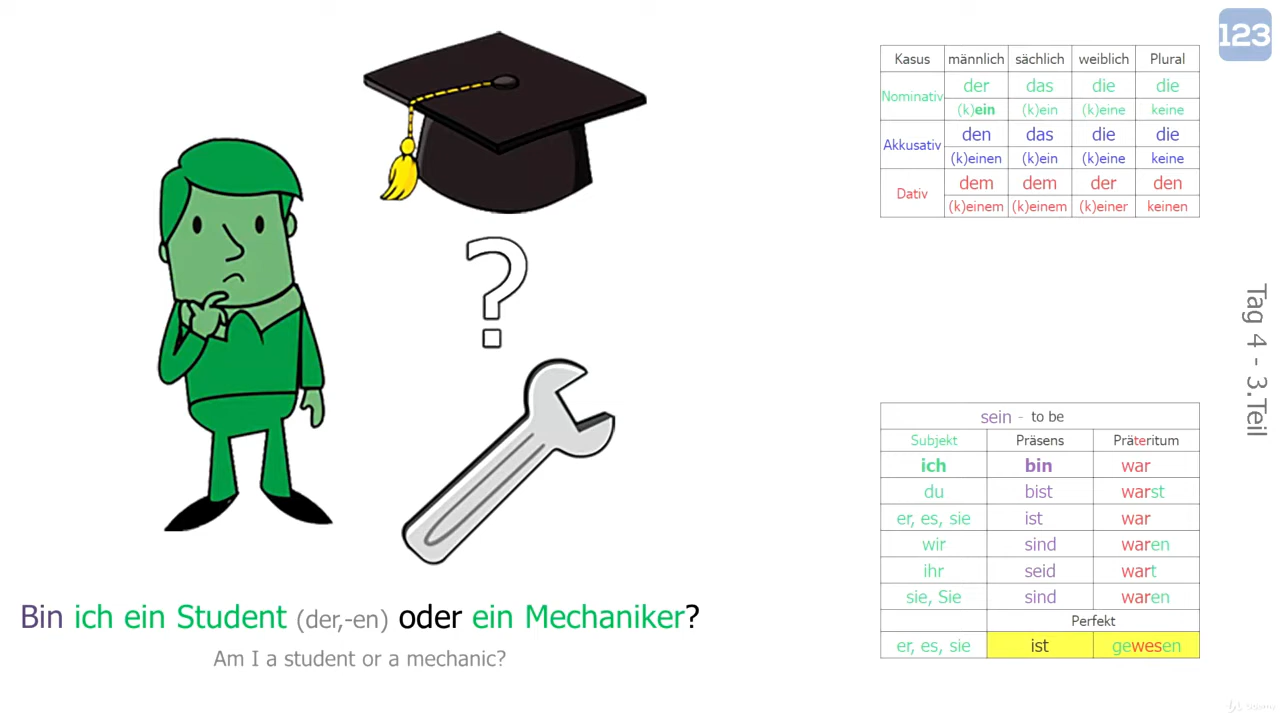 123
Kasus männlich sächlich weiblich Plural
Nominativ der das die die
(k)ein (k)ein (k)eine keine
Akkusativ den das die die
(k)einen (k)ein (k)eine keine
Dativ dem dem der den
(k)einem (k)einem (k)einer keinen
?
Tag 4 - 3.Teil
sein - to be
Subjekt Präsens Präteritum
ich bin war
du bist warst
er, es, sie ist war
wir sind waren
ihr seid wart
sie, Sie sind waren
Perfekt
er, es, sie ist gewesen
Bin ich ein Student (der,-en) oder ein Mechaniker?
Am I a student or a mechanic?